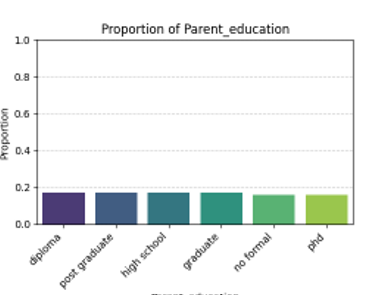 Proportion of Parent_education
1.0
0.8
0.6
0.4
0.2
0.0
Proportion
diploma
post graduate
high school
graduate
no formal
phd